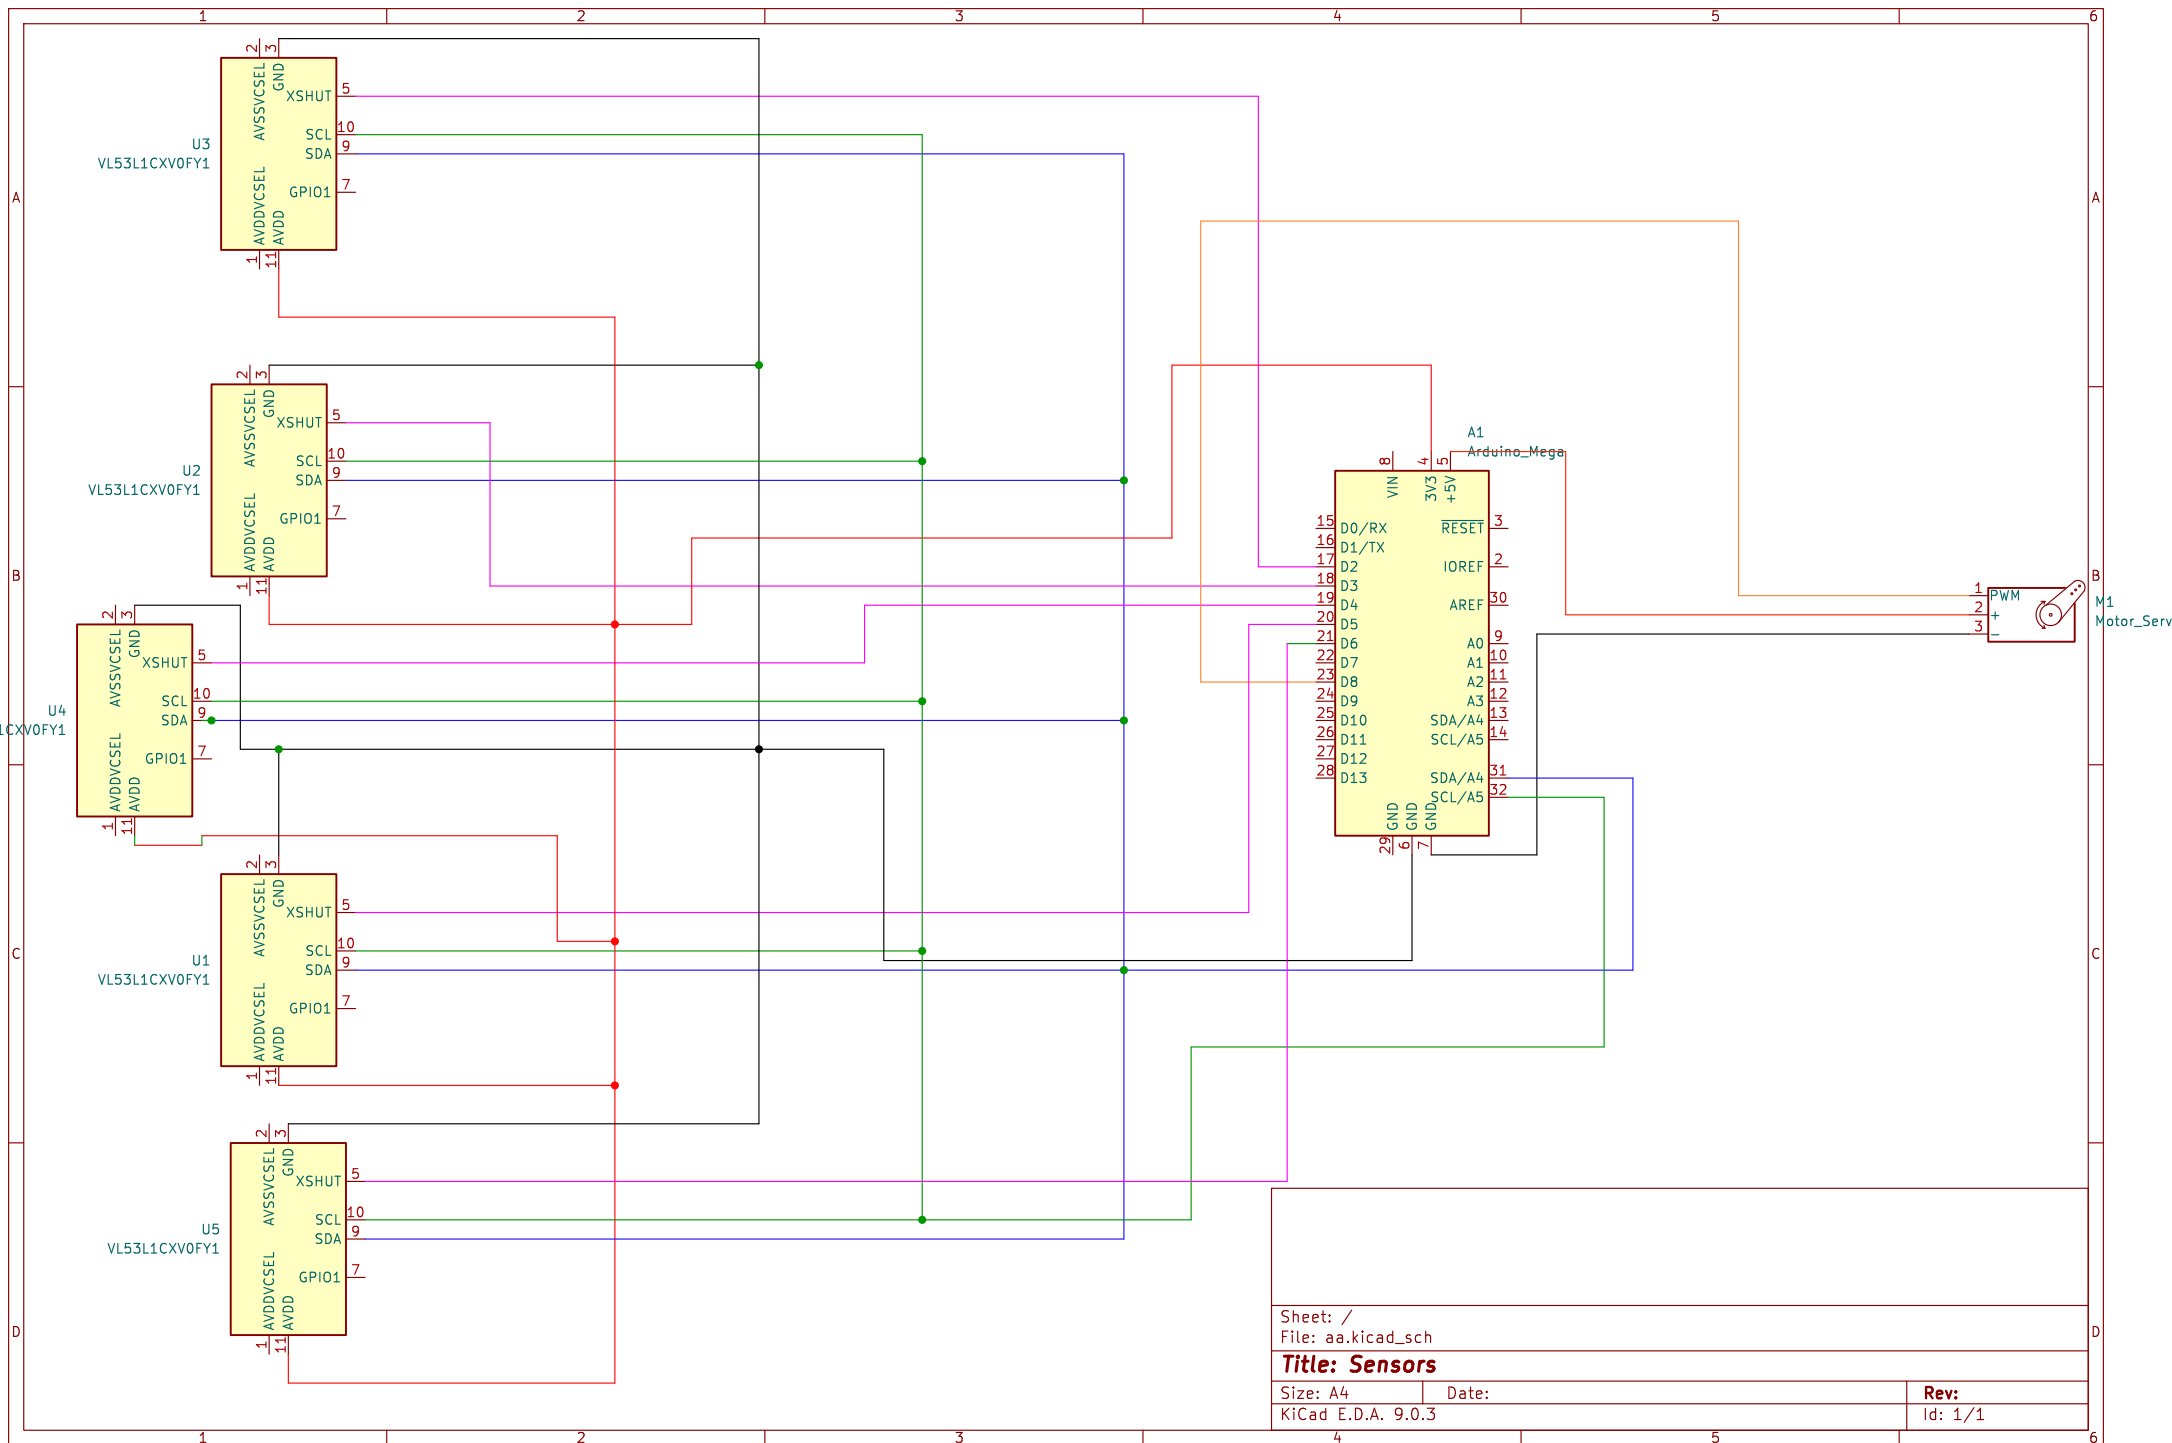 1 2 3 4 5 6
A
B
C
D
A
B
C
D
1 2 3 4 5 6
U3
VL53L1CXV0FY1
2 3
AVSSVCSEL
GND
XSHUT 5
SCL 10
SDA 9
GPIO1 7
AVDDVCSEL
AVDD
1 11
U2
VL53L1CXV0FY1
2 3
AVSSVCSEL
GND
XSHUT 5
SCL 10
SDA 9
GPIO1 7
AVDDVCSEL
AVDD
1 11
U4
1CXV0FY1
2 3
AVSSVCSEL
GND
XSHUT 5
SCL 10
SDA 9
GPIO1 7
AVDDVCSEL
AVDD
1 11
U1
VL53L1CXV0FY1
2 3
AVSSVCSEL
GND
XSHUT 5
SCL 10
SDA 9
GPIO1 7
AVDDVCSEL
AVDD
1 11
U5
VL53L1CXV0FY1
2 3
AVSSVCSEL
GND
XSHUT 5
SCL 10
SDA 9
GPIO1 7
AVDDVCSEL
AVDD
1 11
A1
Arduino_Mega
8 4 5
VIN
3V3
+5V
15 D0/RX
16 D1/TX
17 D2
18 D3
19 D4
20 D5
21 D6
22 D7
23 D8
24 D9
25 D10
26 D11
27 D12
28 D13
RESET 3
IOREF 2
AREF 30
A0 9
A1 10
A2 11
A3 12
SDA/A4 13
SCL/A5 14
SDA/A4 31
SCL/A5 32
GND
GND
GND
29 6 7
1 PWM
2 +
3 -
M1
Motor_Serv
Sheet: /
File: aa.kicad_sch
Title: Sensors
Size: A4 Date: Rev:
KiCad E.D.A. 9.0.3 Id: 1/1